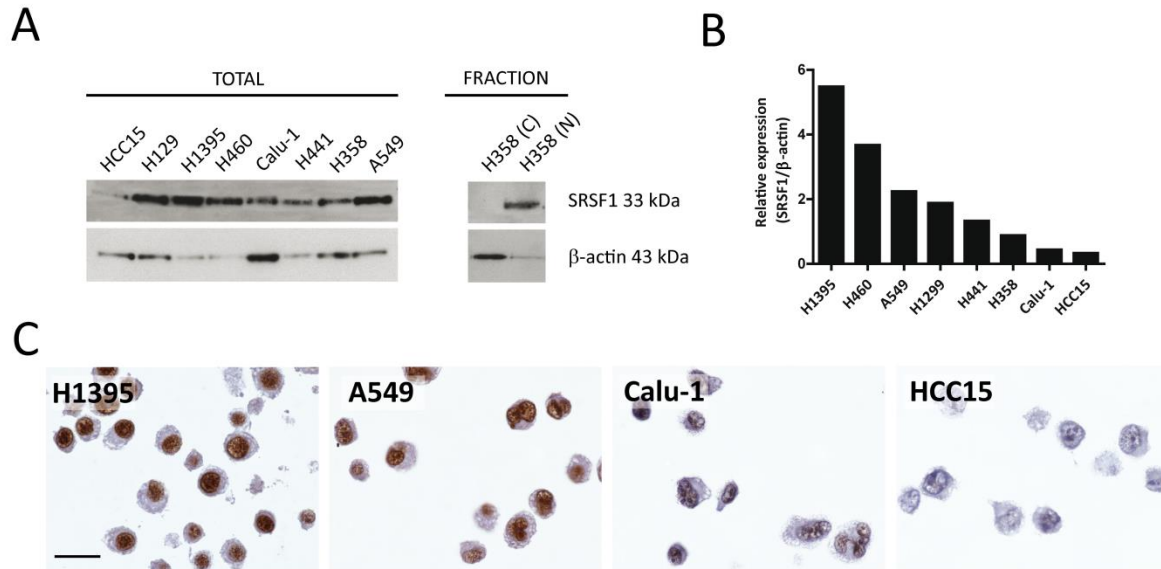 A
TOTAL
FRACTION
HCC15
H129
H1395
H460
Calu-1
H441
H358
A549
H358 (C)
H358 (N)
SRSF1 33 kDa
β-actin 43 kDa
B
Relative expression
(SRSF1/β-actin)
6
4
2
0
H1395
H460
A549
H1299
H441
H358
Calu-1
HCC15
C
H1395
A549
Calu-1
HCC15